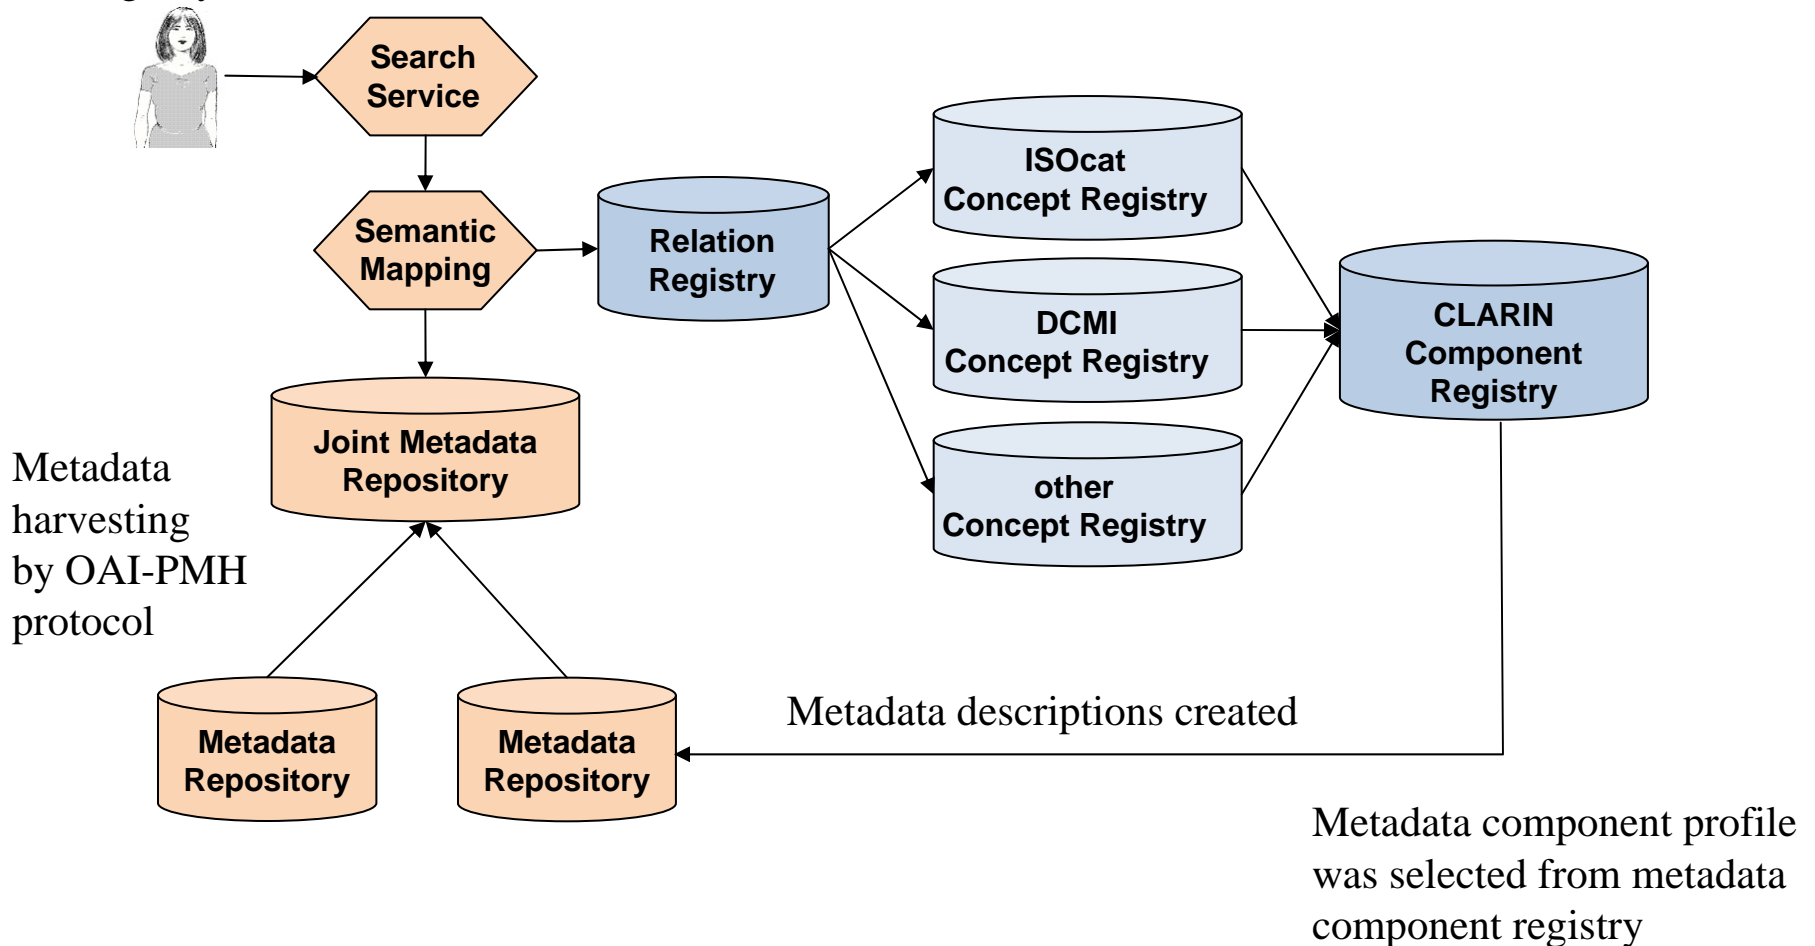 Search
Service
Semantic
Mapping
Relation
Registry
ISOcat
Concept Registry
DCMI
Concept Registry
other
Concept Registry
CLARIN
Component
Registry
Joint Metadata
Repository
Metadata
harvesting
by OAI-PMH
protocol
Metadata
Repository
Metadata
Repository
Metadata descriptions created
Metadata component profile
was selected from metadata
component registry